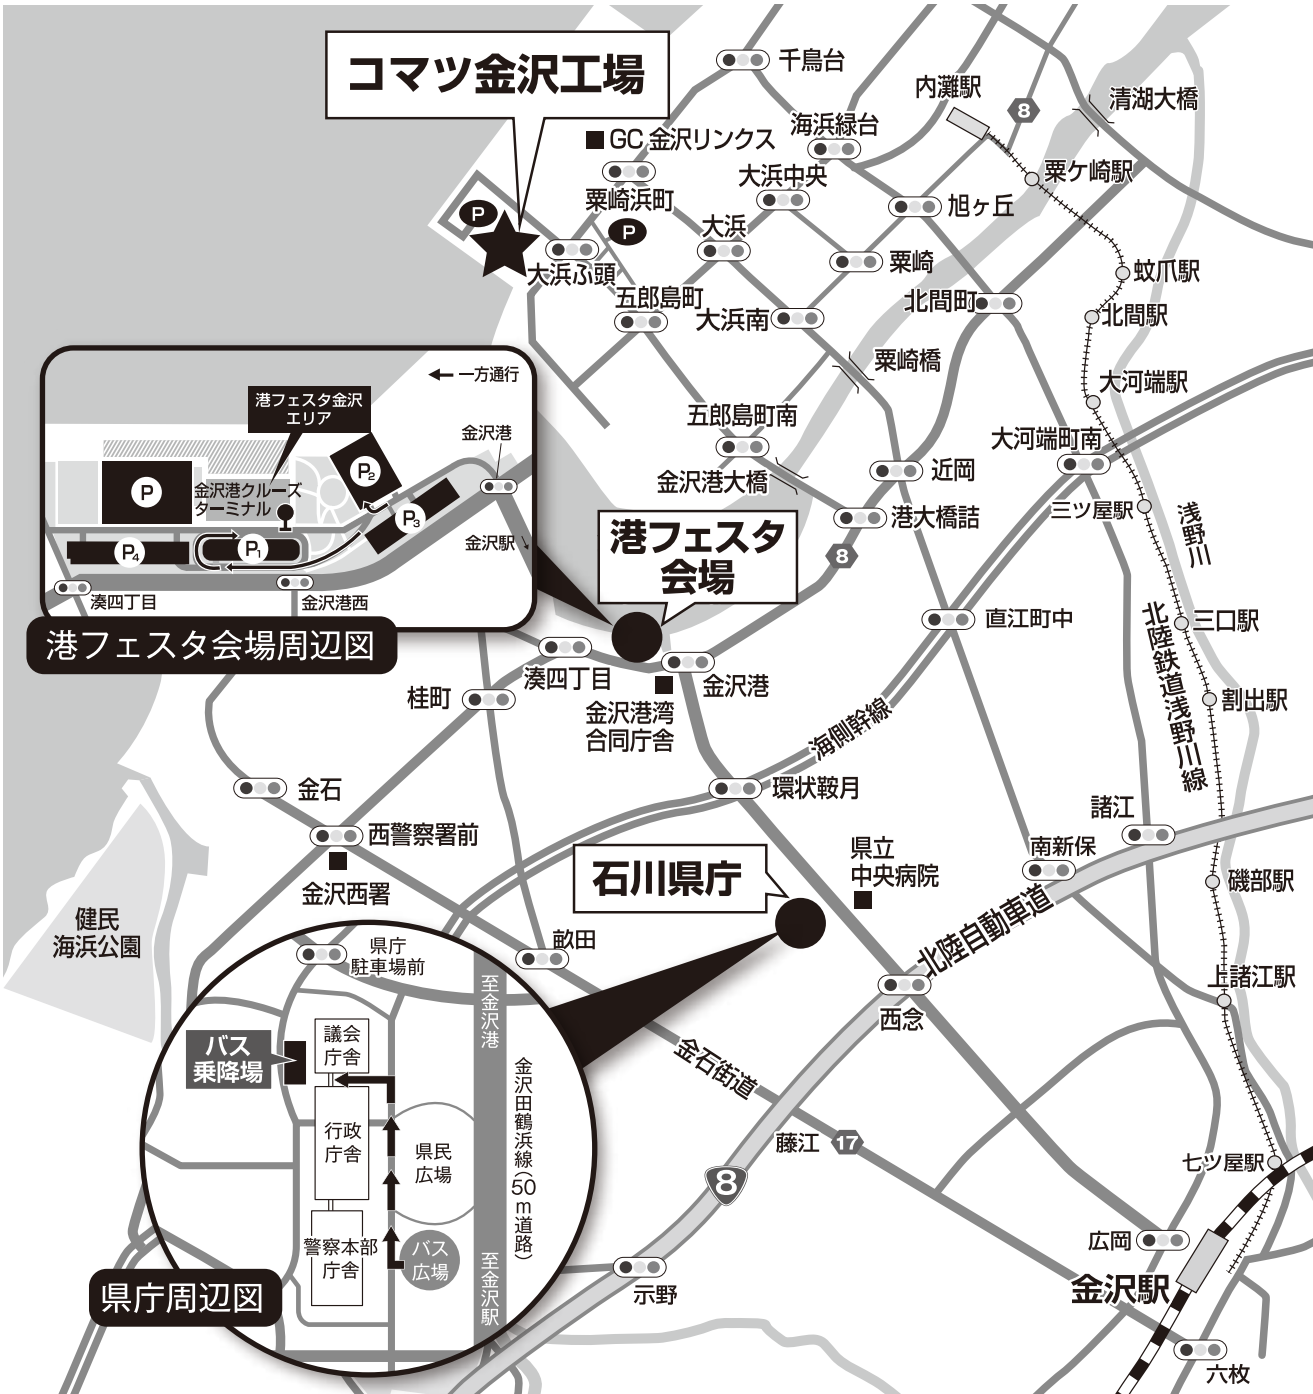 コマツ金沢工場
千鳥台
内灘駅
8
清湖大橋
GC 金沢リンクス
海浜緑台
粟ケ崎駅
P
粟崎浜町
大浜中央
旭ヶ丘
P
大浜
粟崎
蚊爪駅
大浜ふ頭
五郎島町
大浜南
北間町
北間駅
粟崎橋
大河端駅
五郎島町南
大河端町南
金沢港大橋
近岡
三ツ屋駅
浅野川
港大橋詰
8
一方通行
港フェスタ金沢
エリア
金沢港
P
P2
金沢港クルーズ
ターミナル
P3
P4
P1
金沢駅
湊四丁目
金沢港西
港フェスタ会場周辺図
港フェスタ
会場
直江町中
三口駅
北陸鉄道浅野川線
湊四丁目
金沢港
桂町
金沢港湾
合同庁舎
割出駅
海側幹線
金石
環状鞍月
西警察署前
諸江
金沢西署
石川県庁
県立
中央病院
南新保
磯部駅
健民
海浜公園
北陸自動車道
畝田
上諸江駅
西念
県庁
駐車場前
至金沢港
議会
庁舎
バス
乗降場
金沢田鶴浜線(50m道路)
行政
庁舎
県民
広場
警察本部
庁舎
バス
広場
至金沢駅
県庁周辺図
金石街道
藤江
17
8
七ツ屋駅
広岡
金沢駅
示野
六枚